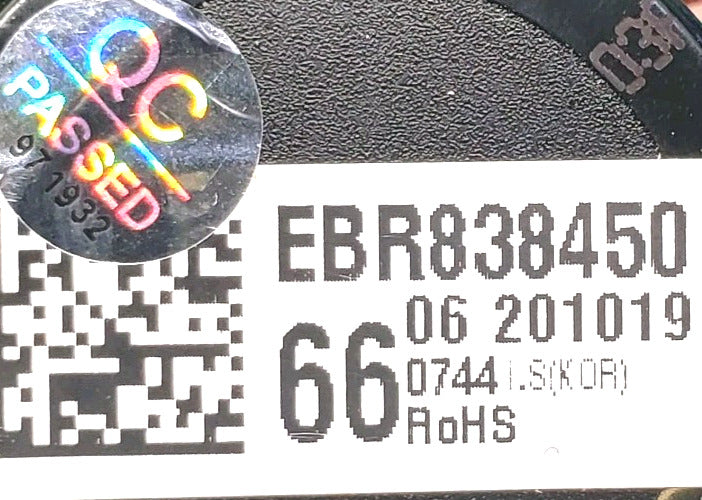 QC
PASSED
971932
EBR838450
06 201019
66
0744 I.S(KOR)
RoHS